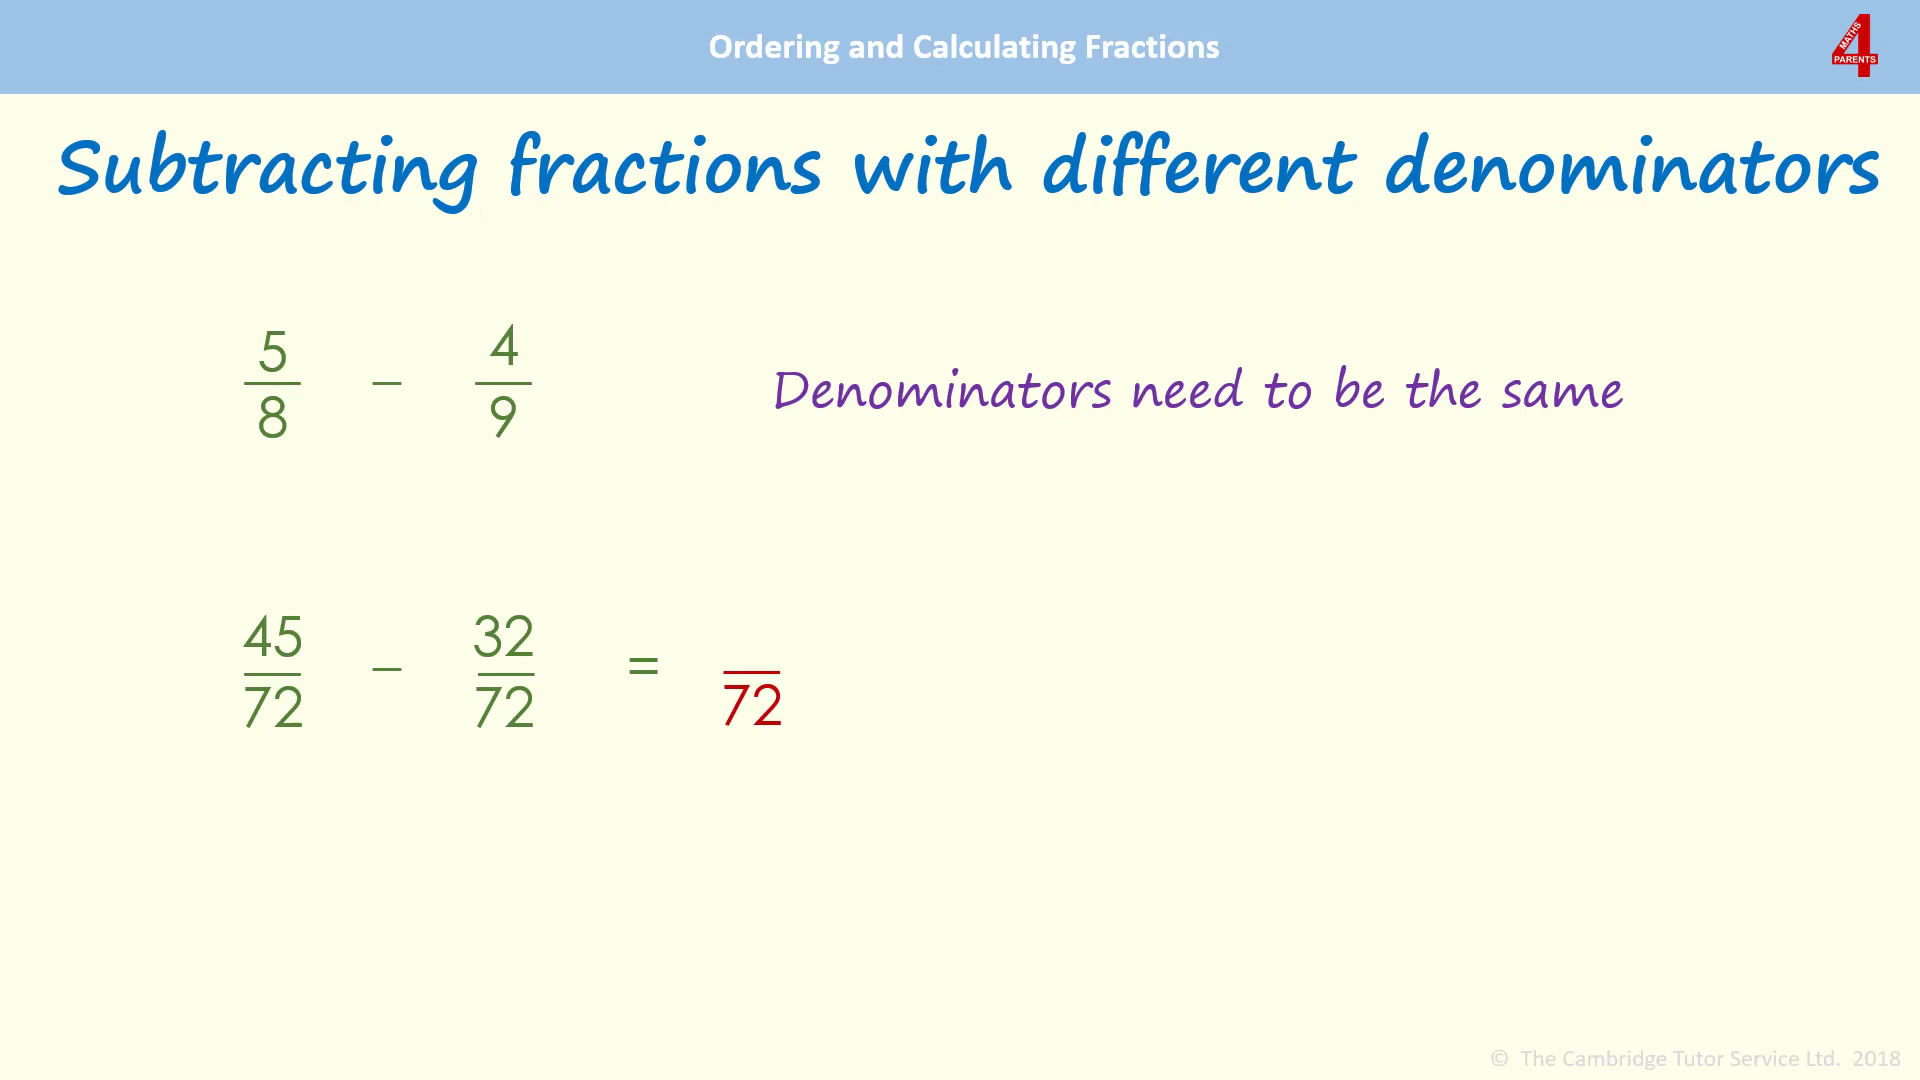 Ordering and Calculating Fractions
4
MATHS
PARENTS
Subtracting fractions with different denominators
5/8 – 4/9
Denominators need to be the same
45/72 – 32/72 = /72
© The Cambridge Tutor Service Ltd. 2018